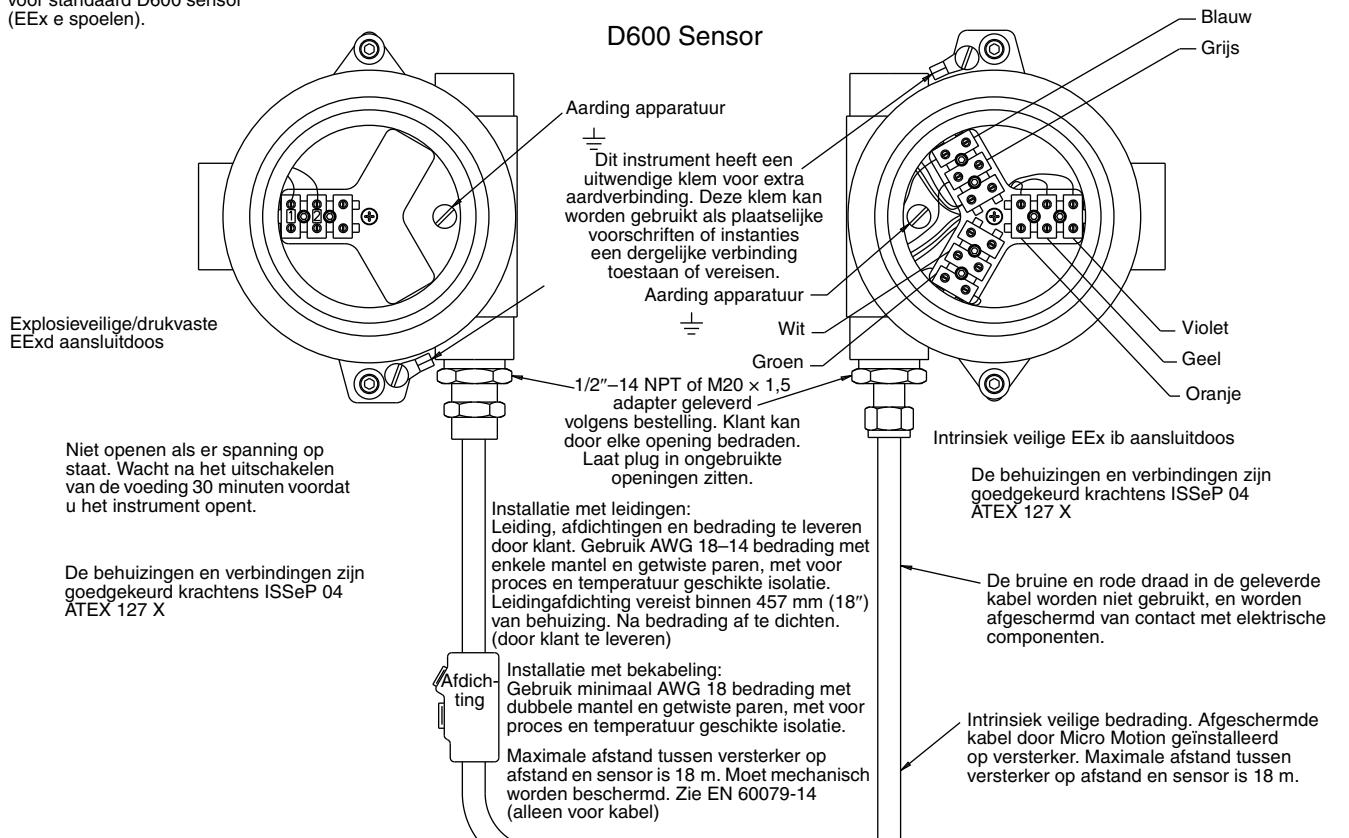 voor standaard D600 sensor
(EEx e spoelen).
D600 Sensor
Blauw
Grijs
Aarding apparatuur
Dit instrument heeft een
uitwendige klem voor extra
aardverbinding. Deze klem kan
worden gebruikt als plaatselijke
voorschriften of instanties
een dergelijke verbinding
toestaan of vereisen.
1
2
Aarding apparatuur
Wit
Groen
Violet
Geel
Oranje
Explosieveilige/drukvaste
EExd aansluitdoos
1/2"–14 NPT of M20 × 1,5
adapter geleverd
volgens bestelling. Klant kan
door elke opening bedraden.
Laat plug in ongebruikte
openingen zitten.
Intrinsiek veilige EEx ib aansluitdoos
Niet openen als er spanning op
staat. Wacht na het uitschakelen
van de voeding 30 minuten voordat
u het instrument opent.
De behuizingen en verbindingen zijn
goedgekeurd krachtens ISSeP 04
ATEX 127 X
De behuizingen en verbindingen zijn
goedgekeurd krachtens ISSeP 04
ATEX 127 X
Installatie met leidingen:
Leiding, afdichtingen en bedrading te leveren
door klant. Gebruik AWG 18–14 bedrading met
enkele mantel en getwiste paren, met voor
proces en temperatuur geschikte isolatie.
Leidingafdichting vereist binnen 457 mm (18")
van behuizing. Na bedrading af te dichten.
(door klant te leveren)
De bruine en rode draad in de geleverde
kabel worden niet gebruikt, en worden
afgeschermd van contact met elektrische
componenten.
Afdich-
ting
Installatie met bekabeling:
Gebruik minimaal AWG 18 bedrading met
dubbele mantel en getwiste paren, met voor
proces en temperatuur geschikte isolatie.
Maximale afstand tussen versterker op
afstand en sensor is 18 m. Moet mechanisch
worden beschermd. Zie EN 60079-14
(alleen voor kabel)
Intrinsiek veilige bedrading. Afgeschermde
kabel door Micro Motion geïnstalleerd
op versterker. Maximale afstand tussen
versterker op afstand en sensor is 18 m.